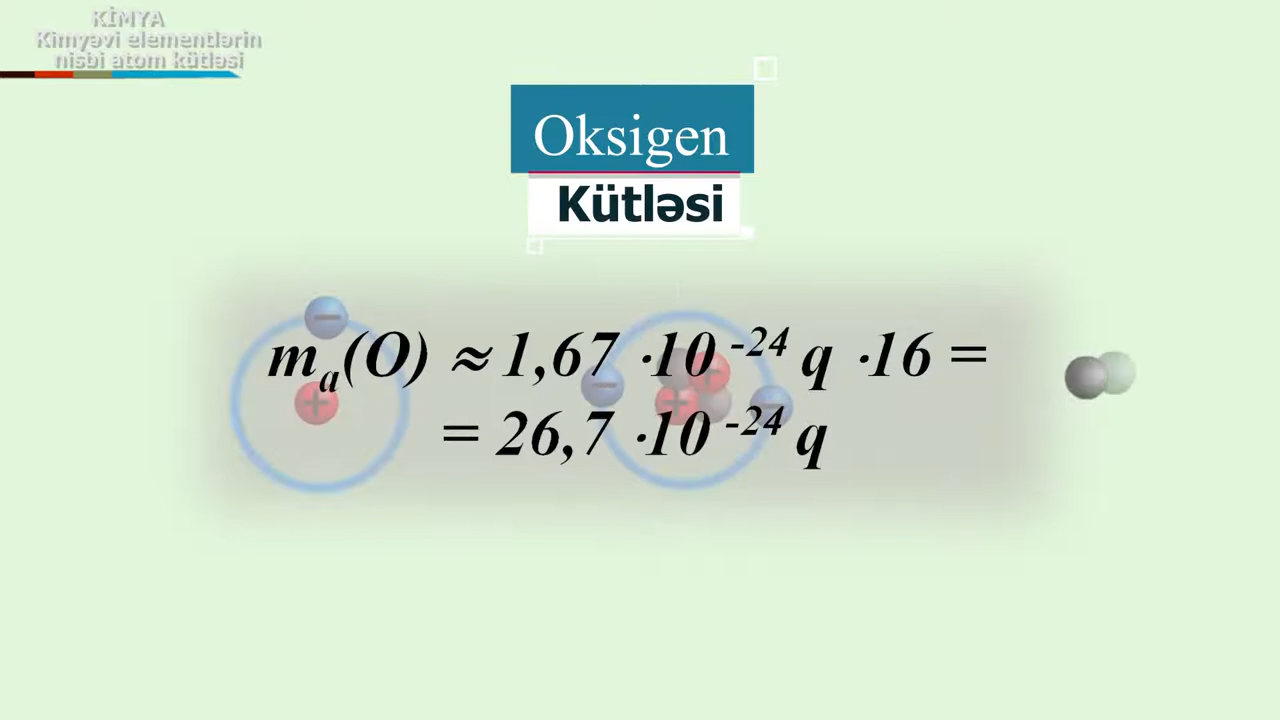 KİMYA
Kimyəvi elementlərin
nisbi atom kütləsi
Oksigen
Kütləsi
mₐ(O) ≈ 1,67 ·10 ⁻²⁴ q ·16 =
= 26,7 ·10 ⁻²⁴ q